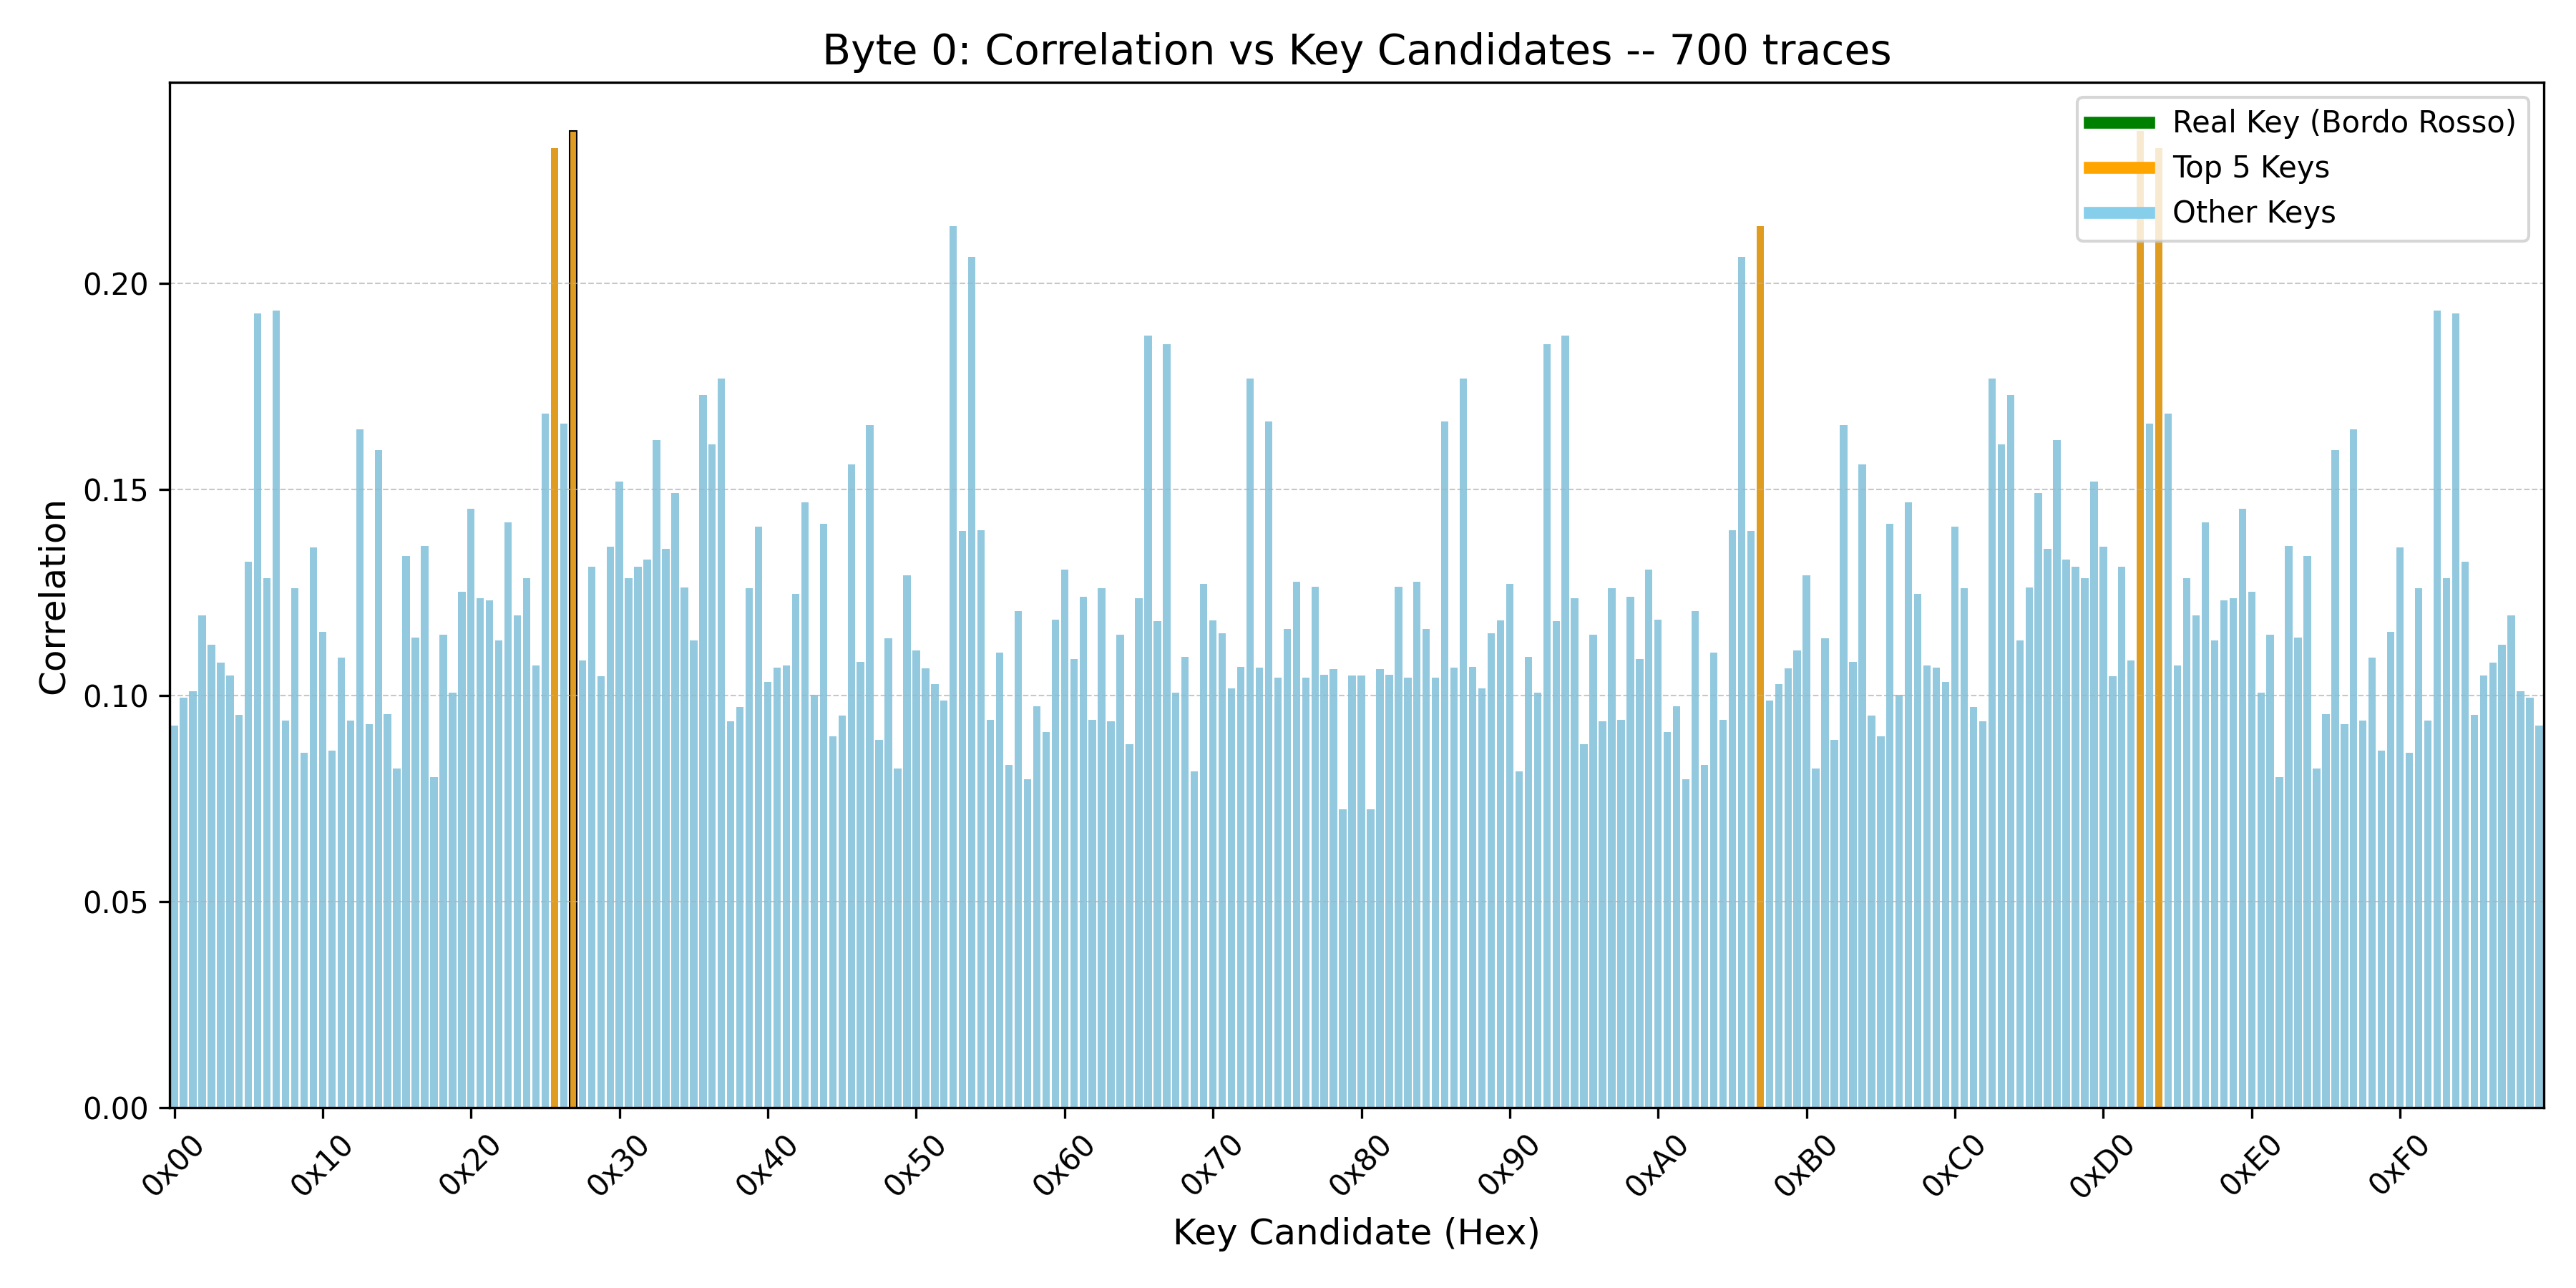 Byte 0: Correlation vs Key Candidates -- 700 traces
Real Key (Bordo Rosso)
Top 5 Keys
Other Keys
Correlation
0.20
0.15
0.10
0.05
0.00
0x00 0x10 0x20 0x30 0x40 0x50 0x60 0x70 0x80 0x90 0xA0 0xB0 0xC0 0xD0 0xE0 0xF0
Key Candidate (Hex)